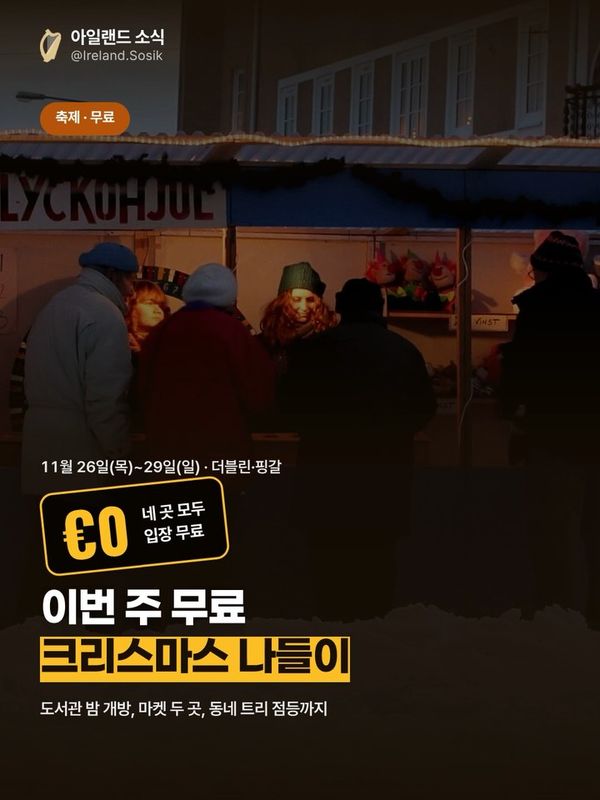 아일랜드 소식
@Ireland.Sosik
축제 · 무료
LYCKOHJUL
VINST
11월 26일(목)~29일(일) · 더블린·핑갈
€0
네 곳 모두
입장 무료
이번 주 무료
크리스마스 나들이
도서관 밤 개방, 마켓 두 곳, 동네 트리 점등까지